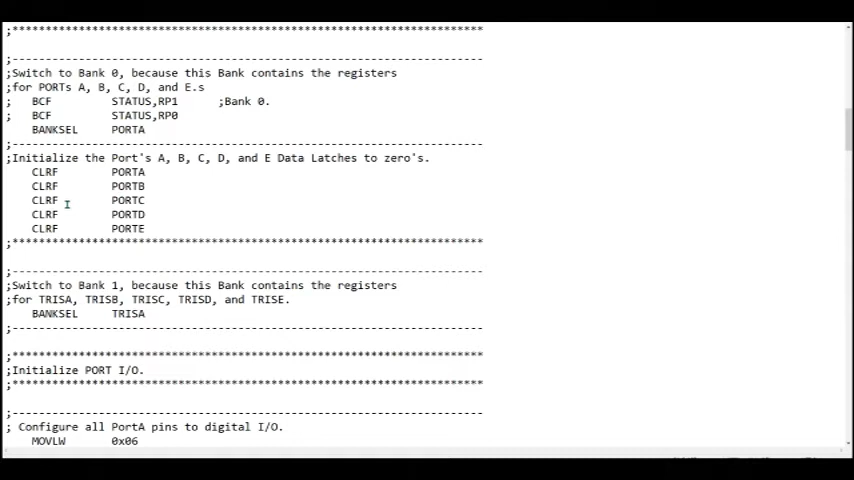 ;***********************************************************************
;-----------------------------------------------------------------------
;Switch to Bank 0, because this Bank contains the registers
;for PORTs A, B, C, D, and E.s
;   BCF         STATUS,RP1      ;Bank 0.
;   BCF         STATUS,RP0
    BANKSEL     PORTA
;-----------------------------------------------------------------------
;Initialize the Port's A, B, C, D, and E Data Latches to zero's.
    CLRF        PORTA
    CLRF        PORTB
    CLRF        PORTC
    CLRF        PORTD
    CLRF        PORTE
;***********************************************************************
;-----------------------------------------------------------------------
;Switch to Bank 1, because this Bank contains the registers
;for TRISA, TRISB, TRISC, TRISD, and TRISE.
    BANKSEL     TRISA
;-----------------------------------------------------------------------
;***********************************************************************
;Initialize PORT I/O.
;***********************************************************************
;-----------------------------------------------------------------------
; Configure all PortA pins to digital I/O.
    MOVLW       0x06